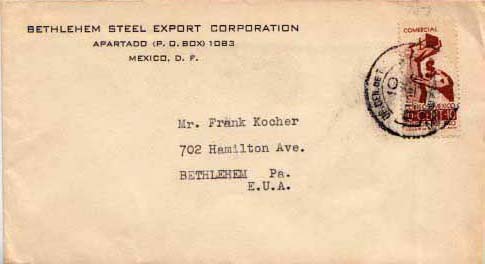 BETHLEHEM STEEL EXPORT CORPORATION
APARTADO (P. O. BOX) 1083
MEXICO, D. F.
COMERCIAL
Mr. Frank Kocher
702 Hamilton Ave.
BETHLEHEM Pa.
E.U.A.